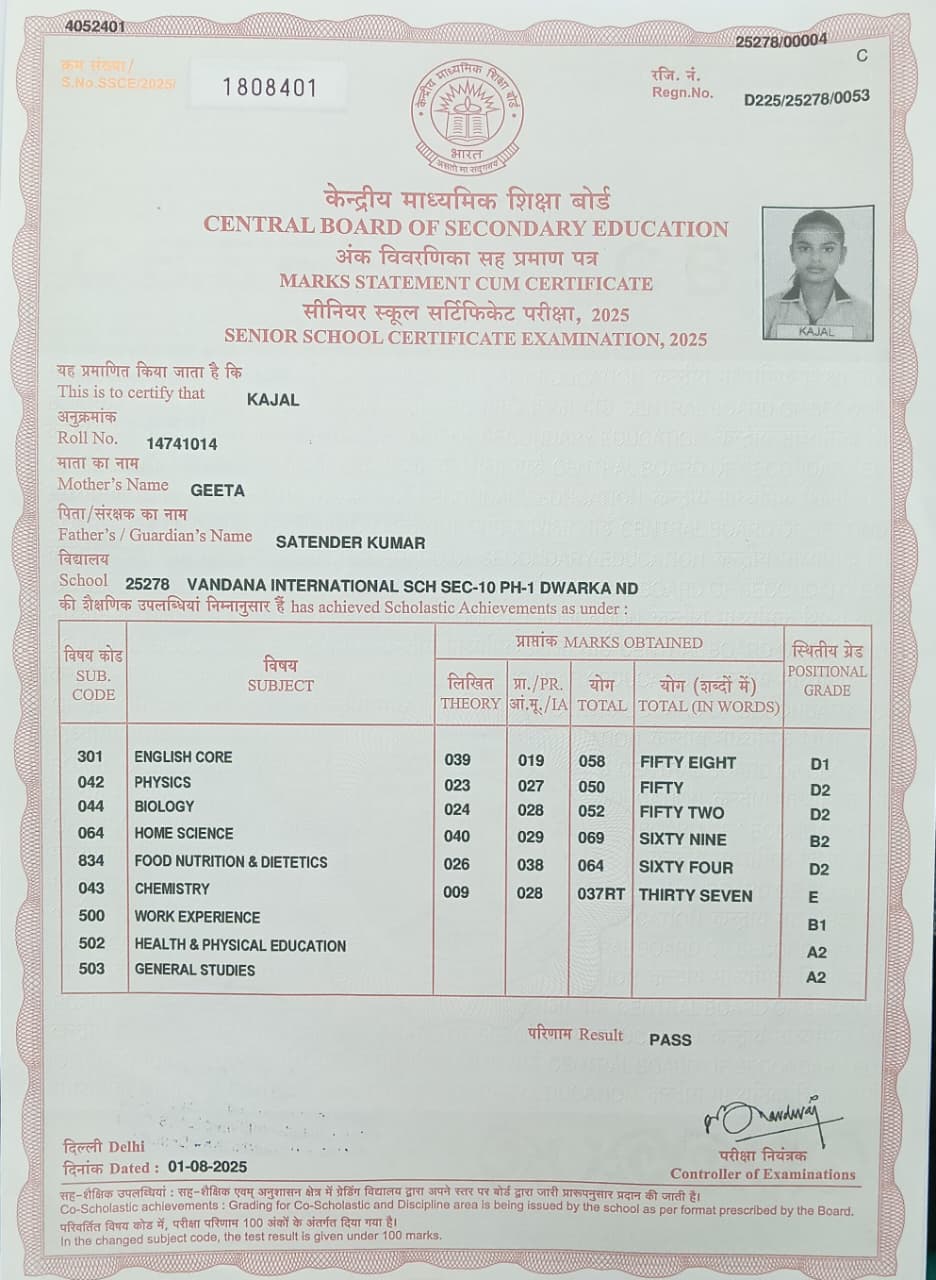 4052401
25278/00004
C
क्रम संख्या/
S.No.SSCE/2025/
1808401
रजि. नं.
Regn.No.
D225/25278/0053
केन्द्रीय माध्यमिक शिक्षा बोर्ड
भारत
असतो मा सद्गमय
केन्द्रीय माध्यमिक शिक्षा बोर्ड
CENTRAL BOARD OF SECONDARY EDUCATION
अंक विवरणिका सह प्रमाण पत्र
MARKS STATEMENT CUM CERTIFICATE
सीनियर स्कूल सर्टिफिकेट परीक्षा, 2025
SENIOR SCHOOL CERTIFICATE EXAMINATION, 2025
KAJAL
यह प्रमाणित किया जाता है कि
This is to certify that KAJAL
अनुक्रमांक
Roll No. 14741014
माता का नाम
Mother's Name GEETA
पिता/संरक्षक का नाम
Father's / Guardian's Name SATENDER KUMAR
विद्यालय
School 25278 VANDANA INTERNATIONAL SCH SEC-10 PH-1 DWARKA ND
की शैक्षणिक उपलब्धियां निम्नानुसार हैं has achieved Scholastic Achievements as under :
विषय कोड SUB. CODE
विषय SUBJECT
प्राप्तांक MARKS OBTAINED
लिखित THEORY
प्रा./PR. आं.मू./IA
योग TOTAL
योग (शब्दों में) TOTAL (IN WORDS)
स्थितीय ग्रेड POSITIONAL GRADE
301 ENGLISH CORE 039 019 058 FIFTY EIGHT D1
042 PHYSICS 023 027 050 FIFTY D2
044 BIOLOGY 024 028 052 FIFTY TWO D2
064 HOME SCIENCE 040 029 069 SIXTY NINE B2
834 FOOD NUTRITION & DIETETICS 026 038 064 SIXTY FOUR D2
043 CHEMISTRY 009 028 037RT THIRTY SEVEN E
500 WORK EXPERIENCE B1
502 HEALTH & PHYSICAL EDUCATION A2
503 GENERAL STUDIES A2
परिणाम Result PASS
दिल्ली Delhi
दिनांक Dated : 01-08-2025
परीक्षा नियंत्रक
Controller of Examinations
सह-शैक्षिक उपलब्धियां : सह-शैक्षिक एवम् अनुशासन क्षेत्र में ग्रेडिंग विद्यालय द्वारा अपने स्तर पर बोर्ड द्वारा जारी प्रारूपनुसार प्रदान की जाती है।
Co-Scholastic achievements : Grading for Co-Scholastic and Discipline area is being issued by the school as per format prescribed by the Board.
परिवर्तित विषय कोड में, परीक्षा परिणाम 100 अंकों के अंतर्गत दिया गया है।
In the changed subject code, the test result is given under 100 marks.